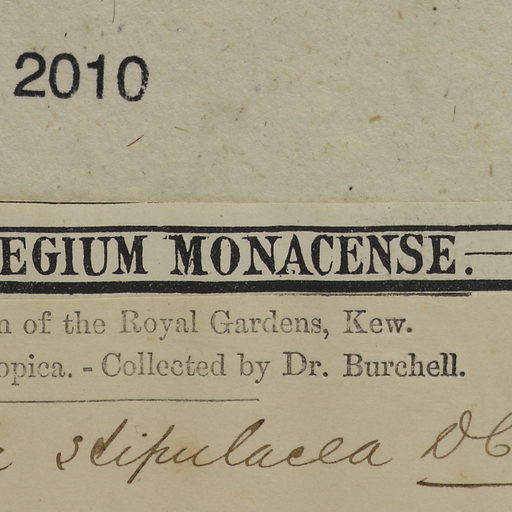 2010
EGIUM MONACENSE.
n of the Royal Gardens, Kew.
opica. - Collected by Dr. Burchell.
stipulacea DC